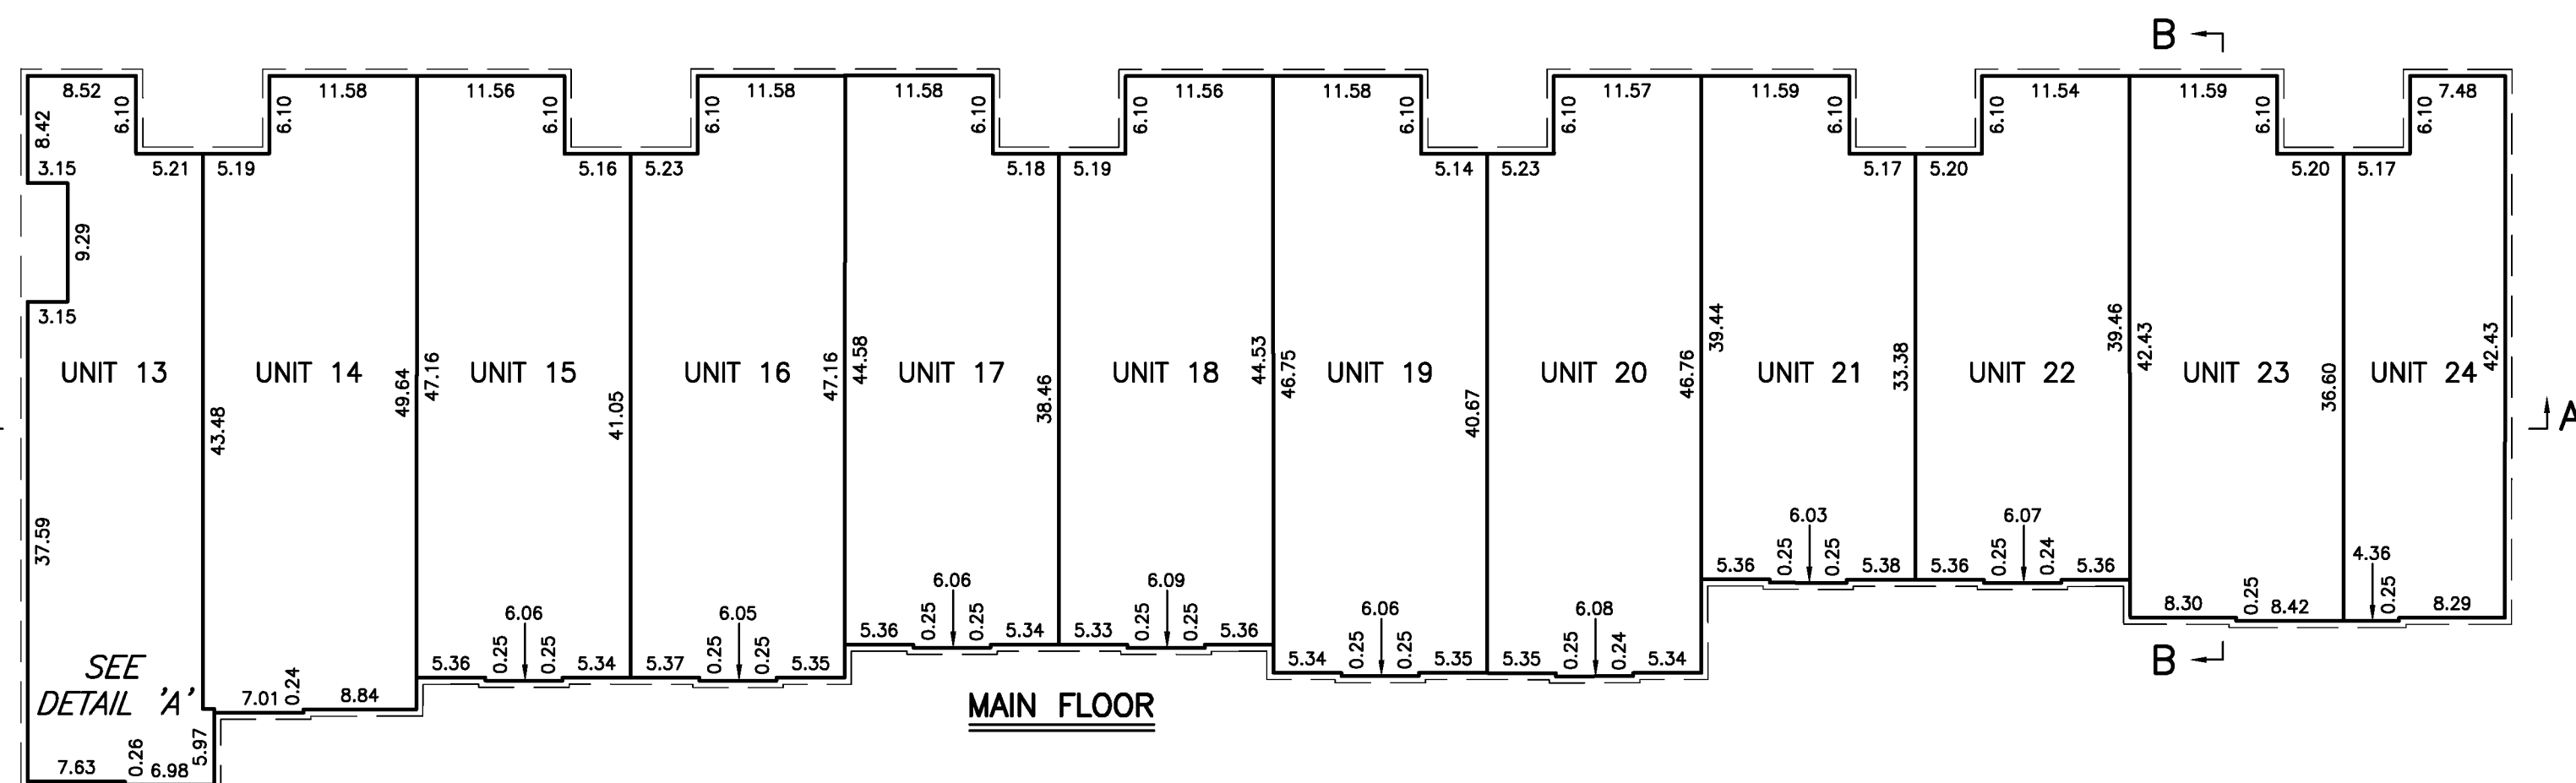 B
8.52 11.58 11.56 11.58 11.58 11.56 11.58 11.57 11.59 11.54 11.59 7.48
8.42 6.10 6.10 6.10 6.10 6.10 6.10 6.10 6.10 6.10 6.10 6.10 6.10
3.15 5.21 5.19 5.16 5.23 5.18 5.19 5.14 5.23 5.17 5.20 5.20 5.17
9.29
3.15
39.44 39.46
42.43 42.43
44.58 44.53
46.75 46.76
47.16 47.16
49.64
UNIT 13 UNIT 14 UNIT 15 UNIT 16 UNIT 17 UNIT 18 UNIT 19 UNIT 20 UNIT 21 UNIT 22 UNIT 23 UNIT 24
43.48 41.05 38.46 40.67 33.38 36.60
A
37.59
6.03 6.07
5.36 0.25 0.25 5.38 5.36 0.25 0.24 5.36
4.36
8.30 0.25 8.42 0.25 8.29
6.06 6.09
5.36 0.25 0.25 5.34 5.33 0.25 0.25 5.36
6.06 6.05 6.06 6.08
5.36 0.25 0.25 5.34 5.37 0.25 0.25 5.35 5.34 0.25 0.25 5.35 5.35 0.25 0.24 5.34
B
SEE
DETAIL 'A'
7.01 0.24 8.84
MAIN FLOOR
5.97
7.63 0.26 6.98